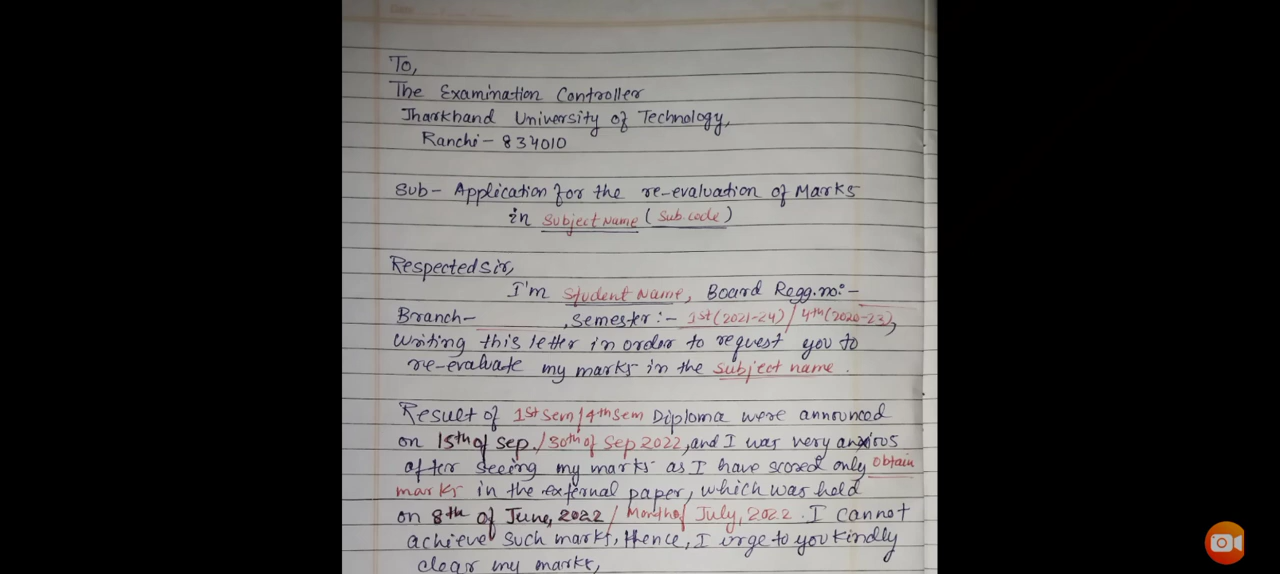 To,
The Examination Controller
Jharkhand University of Technology,
Ranchi - 834010
Sub - Application for the re-evaluation of Marks
in Subject Name (Sub. code)
Respected sir,
I'm Student Name, Board Regg. no:-
Branch- , Semester :- 1st (2021-24) / 4th (2020-23),
writing this letter in order to request you to
re-evaluate my marks in the subject name.
Result of 1st Sem/4th Sem Diploma were announced
on 15th of Sep./30th of Sep 2022, and I was very anxious
after seeing my marks as I have scored only obtain
marks in the external paper, which was held
on 8th of June, 2022 / Month of July, 2022. I cannot
achieve such marks, Hence, I urge to you kindly
clear my marks,